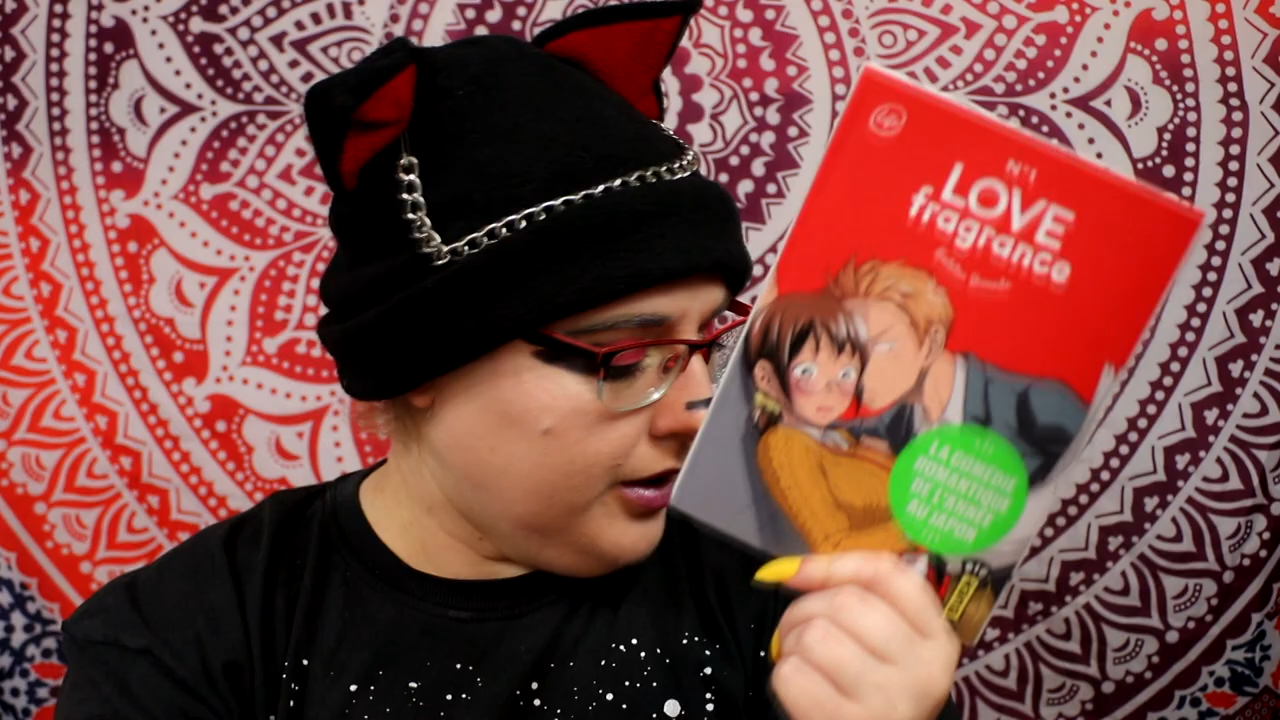 N°1
LOVE
fragrance
LA COMÉDIE
ROMANTIQUE
DE L'ANNÉE
AU JAPON